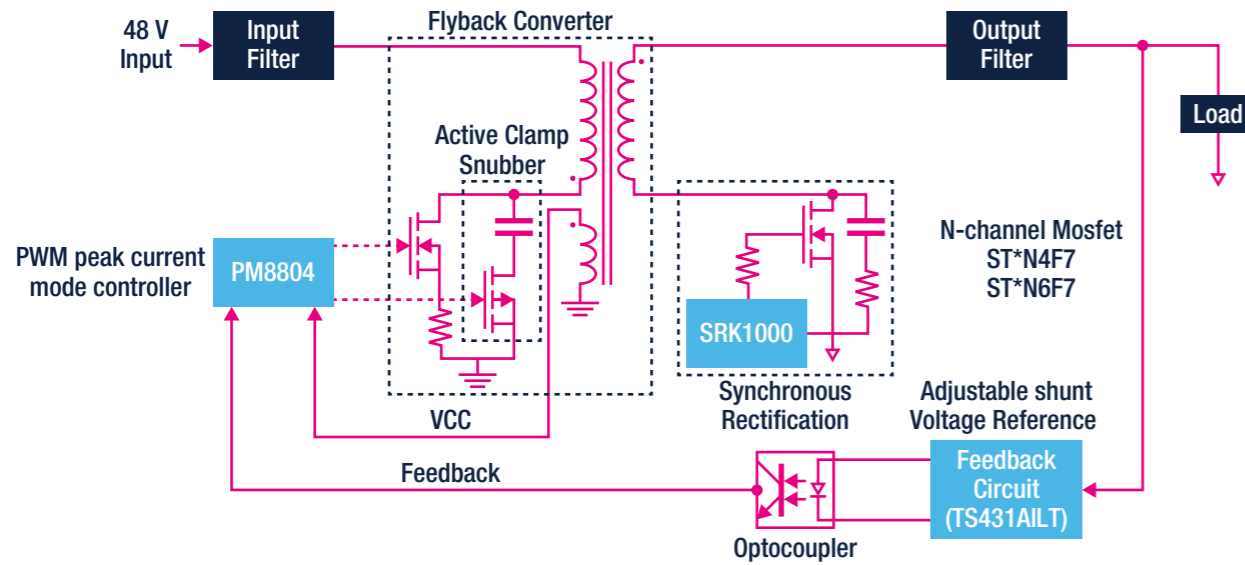 Flyback Converter
48 V
Input
Input
Filter
Output
Filter
Load
Active Clamp
Snubber
PWM peak current
mode controller
PM8804
N-channel Mosfet
ST*N4F7
ST*N6F7
SRK1000
Synchronous
Rectification
Adjustable shunt
Voltage Reference
VCC
Feedback
Feedback
Circuit
(TS431AILT)
Optocoupler